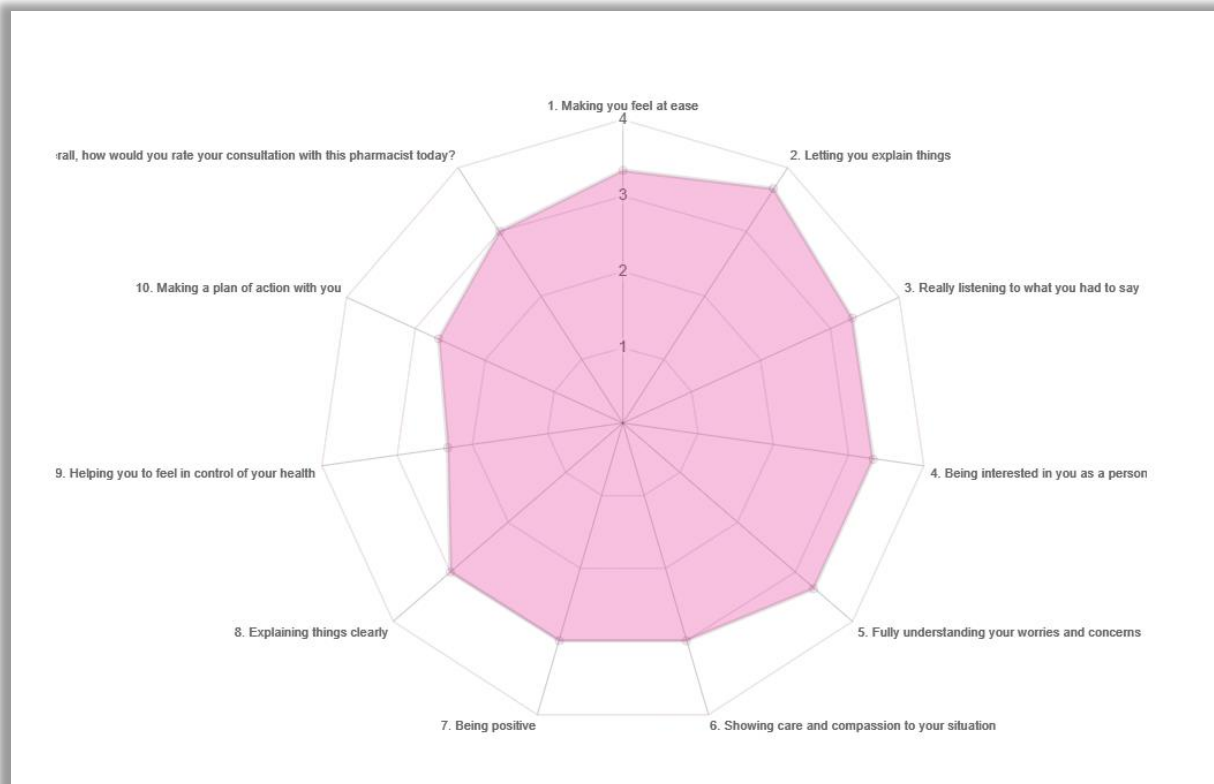 1. Making you feel at ease
4
rall, how would you rate your consultation with this pharmacist today?
2. Letting you explain things
3
2
10. Making a plan of action with you
3. Really listening to what you had to say
1
9. Helping you to feel in control of your health
4. Being interested in you as a person
8. Explaining things clearly
5. Fully understanding your worries and concerns
7. Being positive
6. Showing care and compassion to your situation